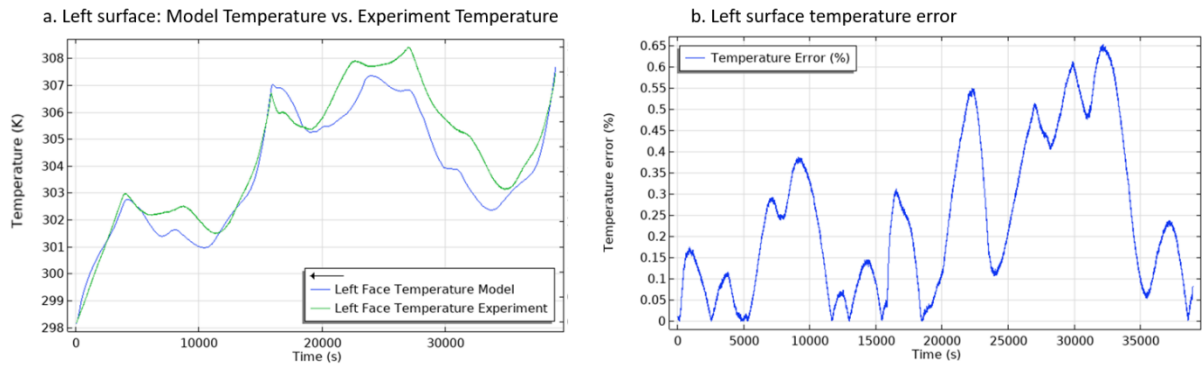 a. Left surface: Model Temperature vs. Experiment Temperature
308
307
306
305
304
303
302
301
300
299
298
Temperature (K)
0 10000 20000 30000
Time (s)
Left Face Temperature Model
Left Face Temperature Experiment
b. Left surface temperature error
0.65
0.6
0.55
0.5
0.45
0.4
0.35
0.3
0.25
0.2
0.15
0.1
0.05
0
Temperature error (%)
Temperature Error (%)
0 5000 10000 15000 20000 25000 30000 35000
Time (s)